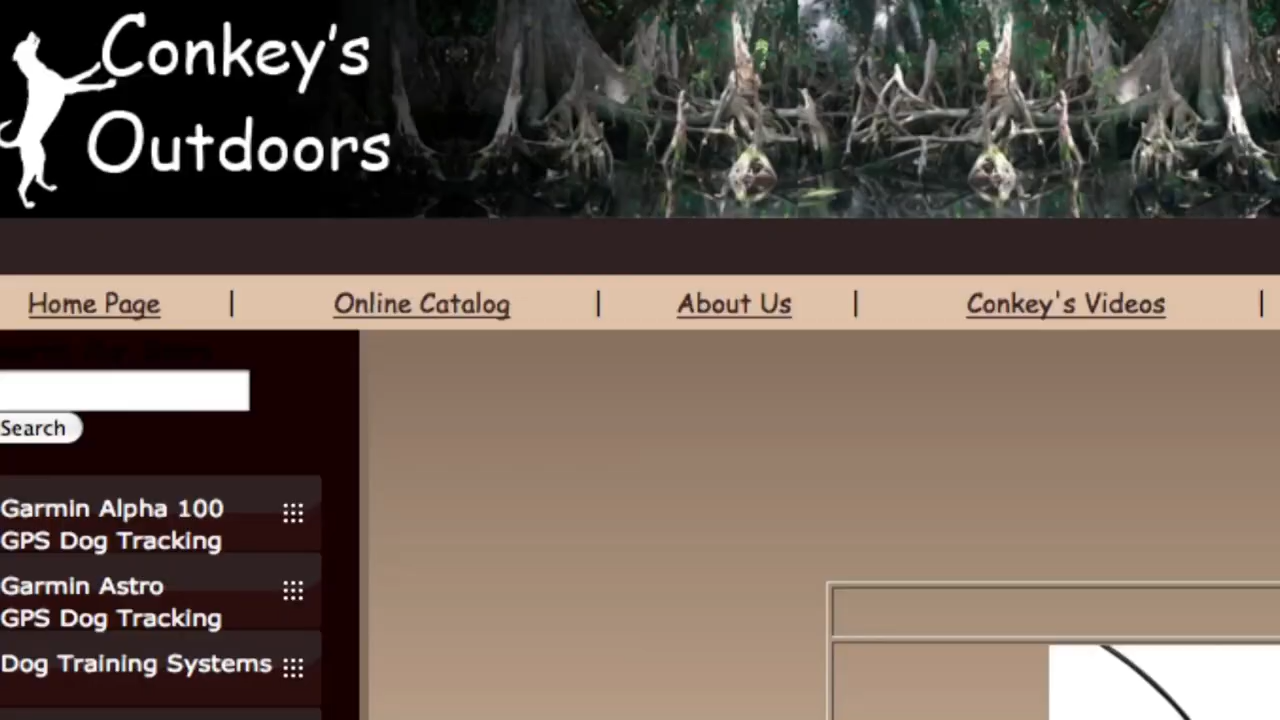 Conkey's
Outdoors
Home Page | Online Catalog | About Us | Conkey's Videos |
Search
Garmin Alpha 100
GPS Dog Tracking
Garmin Astro
GPS Dog Tracking
Dog Training Systems